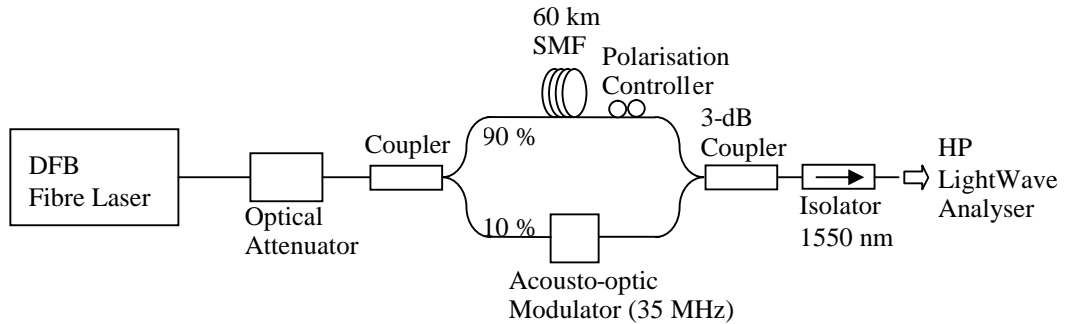 60 km
SMF
Polarisation
Controller
3-dB
Coupler
Coupler
90 %
DFB
Fibre Laser
HP
LightWave
Analyser
Optical
Attenuator
10 %
Isolator
1550 nm
Acousto-optic
Modulator (35 MHz)